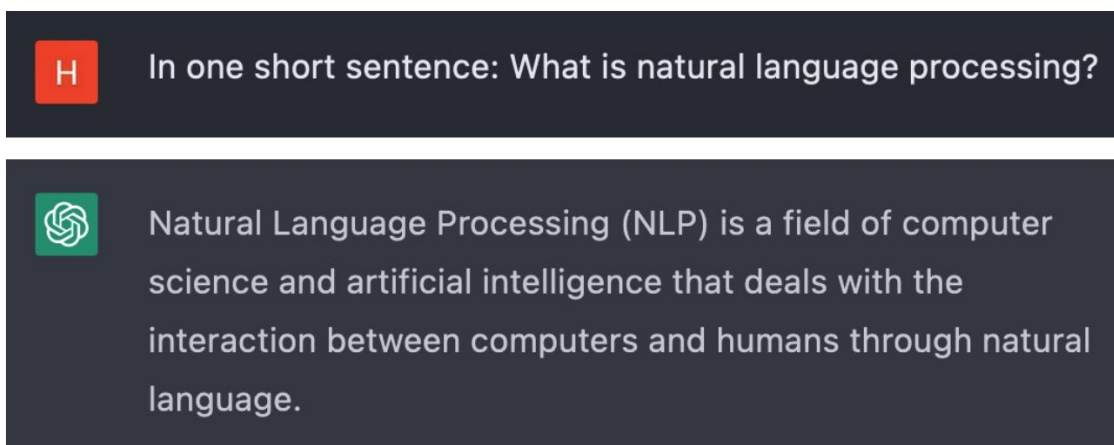 H
In one short sentence: What is natural language processing?
Natural Language Processing (NLP) is a field of computer
science and artificial intelligence that deals with the
interaction between computers and humans through natural
language.